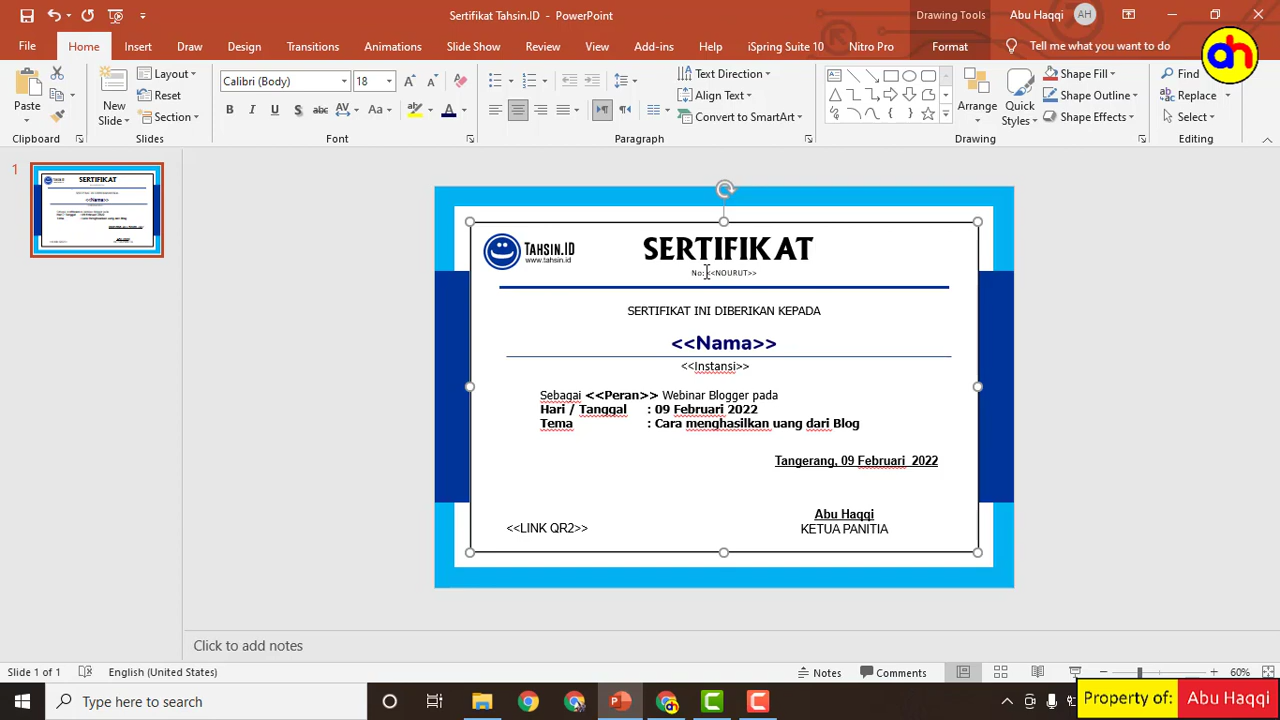 Sertifikat Tahsin.ID - PowerPoint
Drawing Tools
Abu Haqqi
AH
File
Home
Insert
Draw
Design
Transitions
Animations
Slide Show
Review
View
Add-ins
Help
iSpring Suite 10
Nitro Pro
Format
Tell me what you want to do
ah
Paste
Clipboard
New
Slide
Layout
Reset
Section
Slides
Calibri (Body)
18
B I U S abc AV Aa A
Font
Text Direction
Align Text
Convert to SmartArt
Paragraph
Arrange
Quick
Styles
Shape Fill
Shape Outline
Shape Effects
Drawing
Find
Replace
Select
Editing
1
TAHSIN.ID
www.tahsin.id
SERTIFIKAT
No: <<NOURUT>>
SERTIFIKAT INI DIBERIKAN KEPADA
<<Nama>>
<<Instansi>>
Sebagai <<Peran>> Webinar Blogger pada
Hari / Tanggal : 09 Februari 2022
Tema : Cara menghasilkan uang dari Blog
Tangerang, 09 Februari 2022
Abu Haqqi
KETUA PANITIA
<<LINK QR2>>
Click to add notes
Slide 1 of 1
English (United States)
Notes
Comments
60%
Type here to search
Property of: Abu Haqqi